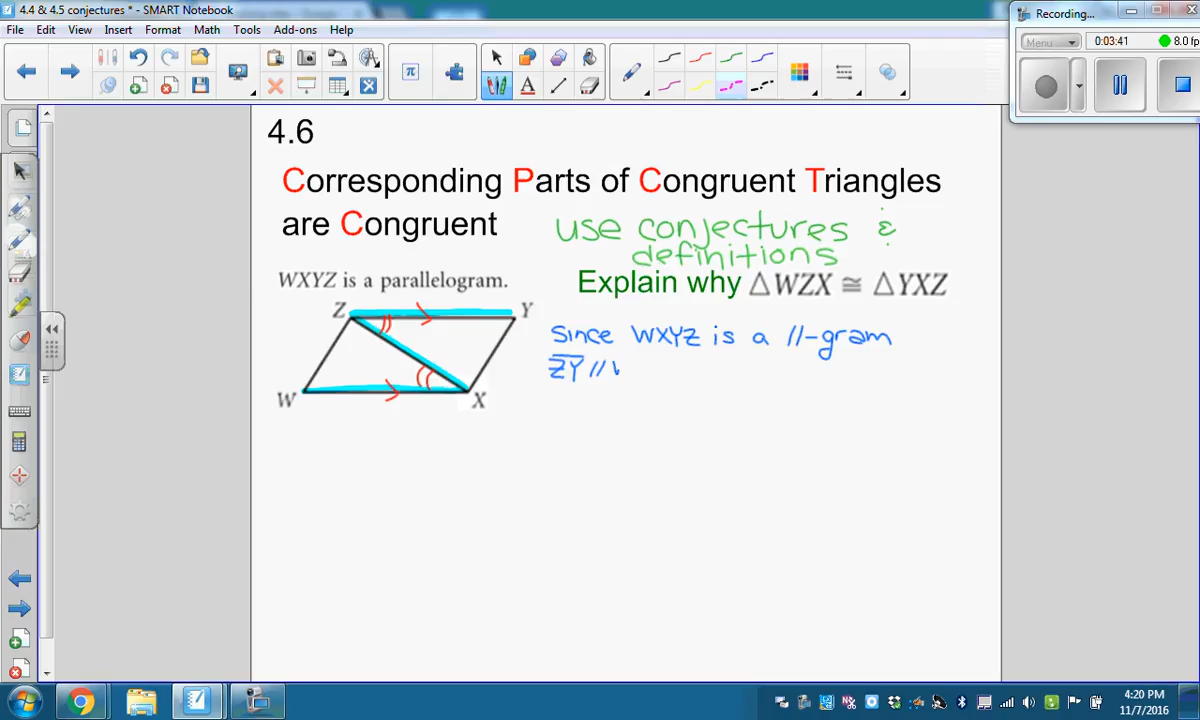 4.4 & 4.5 conjectures * - SMART Notebook
Recording...
File Edit View Insert Format Math Tools Add-ons Help
Menu 00:03:41 8.0 fp
π
4.6
Corresponding Parts of Congruent Triangles
are Congruent
use conjectures &
definitions
WXYZ is a parallelogram.
Explain why △WZX ≅ △YXZ
Z Y
Since WXYZ is a //-gram
ZY //
W X
4:20 PM
11/7/2016